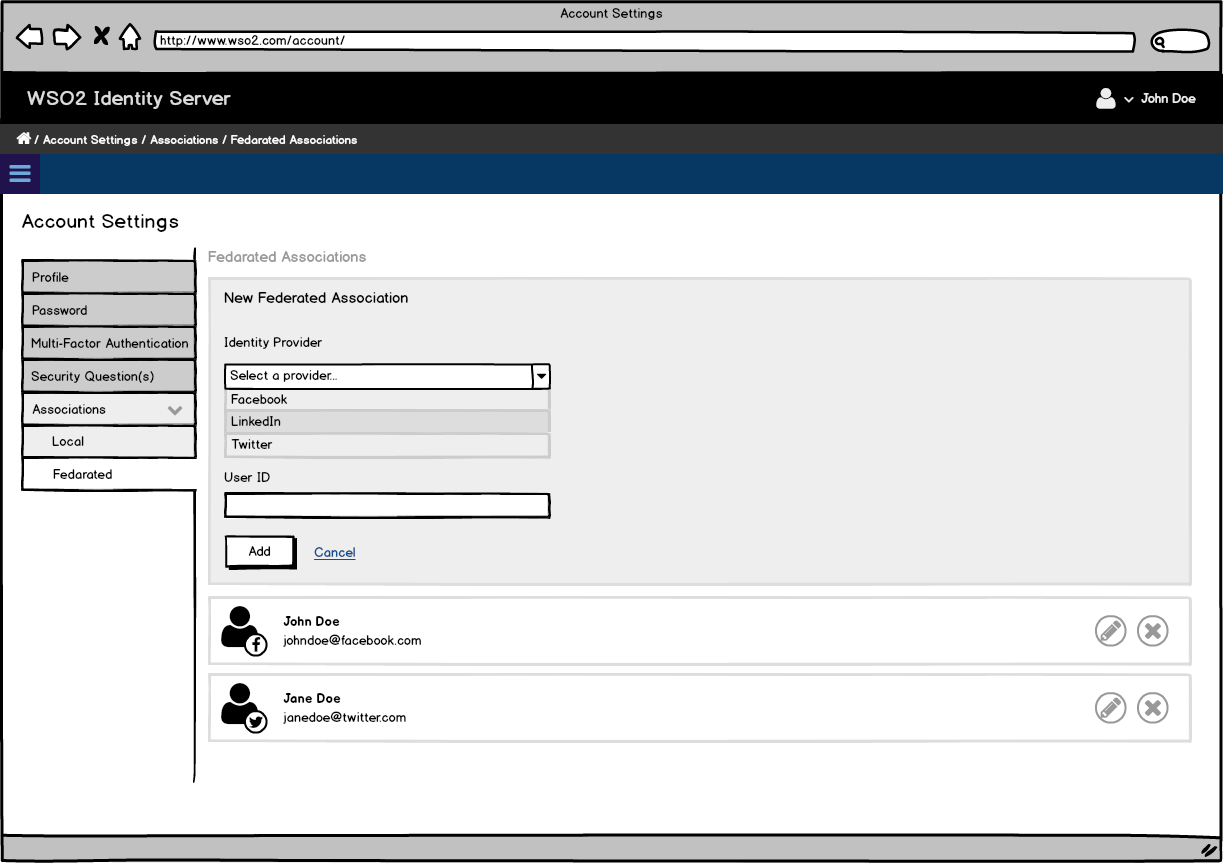 Account Settings
http://www.wso2.com/account/
WSO2 Identity Server
John Doe
/ Account Settings / Associations / Fedarated Associations
Account Settings
Profile
Password
Multi-Factor Authentication
Security Question(s)
Associations
Local
Fedarated
Fedarated Associations
New Federated Association
Identity Provider
Select a provider...
Facebook
LinkedIn
Twitter
User ID
Add
Cancel
John Doe
johndoe@facebook.com
Jane Doe
janedoe@twitter.com